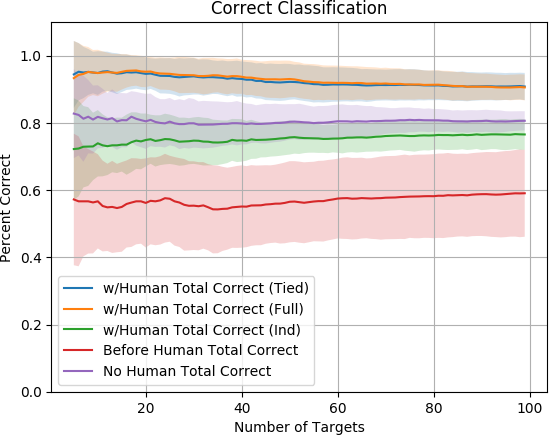 Correct Classification
1.0
0.8
0.6
0.4
0.2
0.0
Percent Correct
w/Human Total Correct (Tied)
w/Human Total Correct (Full)
w/Human Total Correct (Ind)
Before Human Total Correct
No Human Total Correct
20
40
60
80
100
Number of Targets